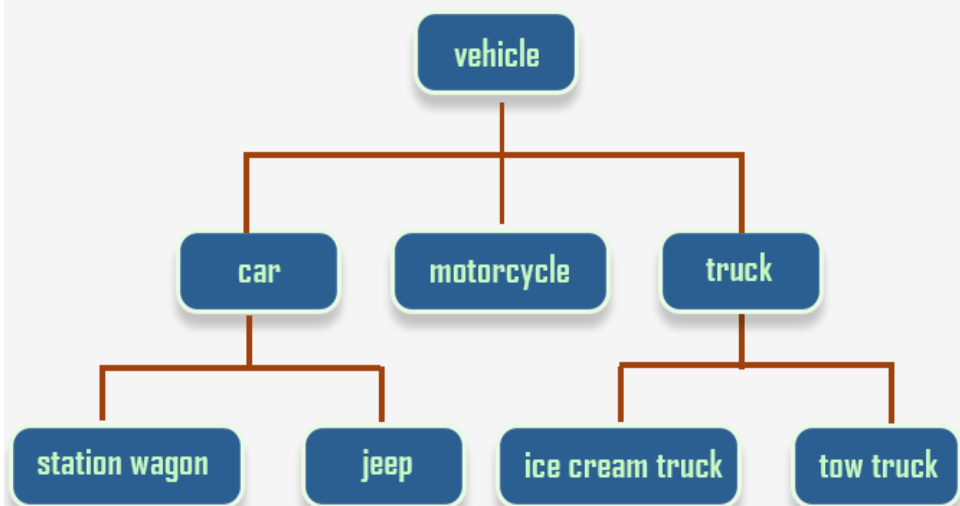 vehicle
car
motorcycle
truck
station wagon
jeep
ice cream truck
tow truck